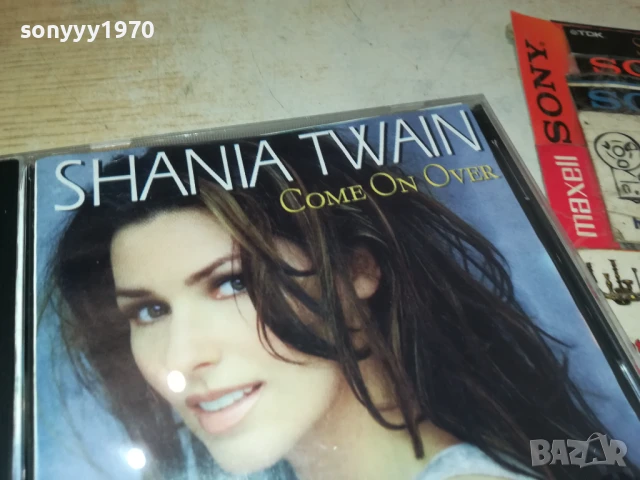 sonyyy1970
SHANIA TWAIN
COME ON OVER
©TDK
SONY
maxell
BAZAR